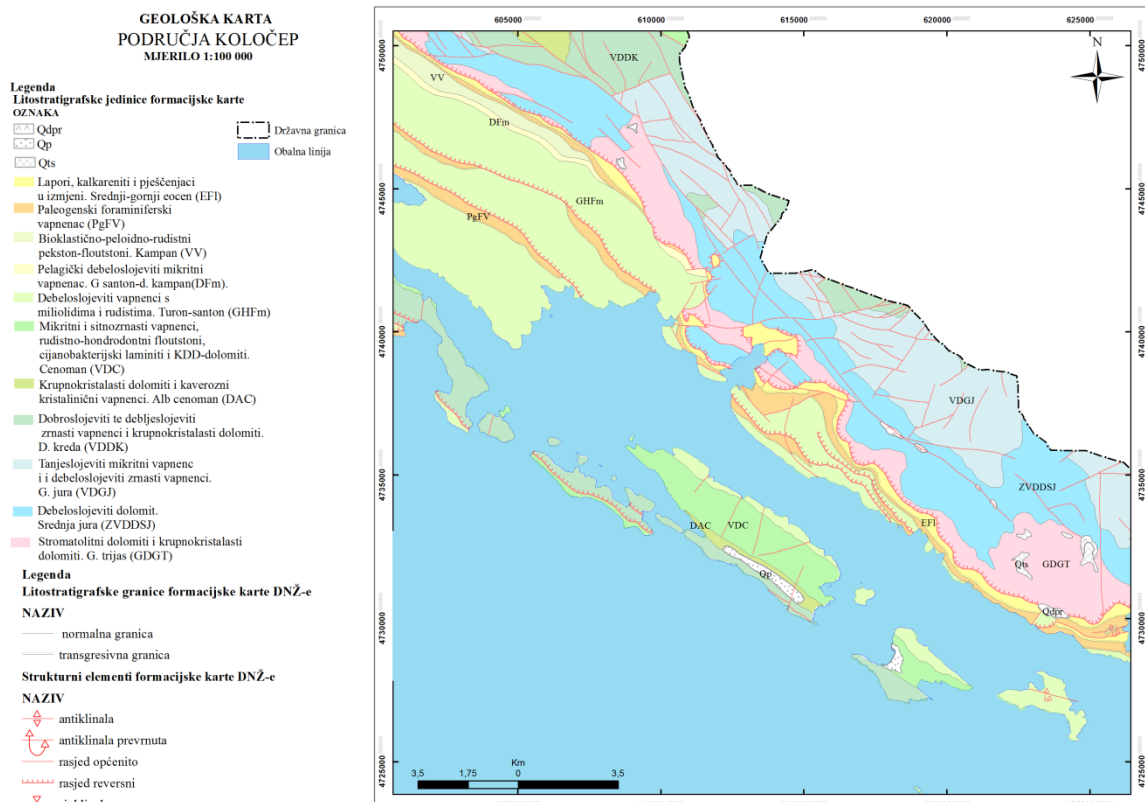 GEOLOŠKA KARTA
PODRUČJA KOLOČEP
MJERILO 1:100 000
Legenda
Litostratigrafske jedinice formacijske karte
OZNAKA
Qdpr
Qp
Qts
Državna granica
Obalna linija
Lapori, kalkareniti i pješčenjaci
u izmjeni. Srednji-gornji eocen (EFl)
Paleogenski foraminiferski
vapnenac (PgFV)
Bioklastično-peloidno-rudistni
pekston-floutstoni. Kampan (VV)
Pelagički debeloslojeviti mikritni
vapnenac. G santon-d. kampan(DFm).
Debeloslojeviti vapnenci s
miliolidima i rudistima. Turon-santon (GHFm)
Mikritni i sitnozrnati vapnenci,
rudistno-hondrodontni floutstoni,
cijanobakterijski laminiti i KDD-dolomiti.
Cenoman (VDC)
Krupnokristalasti dolomiti i kaverozni
kristalinični vapnenci. Alb cenoman (DAC)
Dobroslojeviti te debljeslojeviti
zrnasti vapnenci i krupnokristalasti dolomiti.
D. kreda (VDDK)
Tanjeslojeviti mikritni vapnenc
i i debeloslojeviti zrnasti vapnenci.
G. jura (VDGJ)
Debeloslojeviti dolomit.
Srednja jura (ZVDDSJ)
Stromatolitni dolomiti i krupnokristalasti
dolomiti. G. trijas (GDGT)
Legenda
Litostratigrafske granice formacijske karte DNŽ-e
NAZIV
normalna granica
transgresivna granica
Strukturni elementi formacijske karte DNŽ-e
NAZIV
antiklinala
antiklinala prevrnuta
rasjed općenito
rasjed reversni
605000 610000 615000 620000 625000
4750000 4750000
4745000 4745000
4740000 4740000
4735000 4735000
4730000 4730000
4725000 4725000
N
VV
VDDK
DFm
GHFm
PgFV
VDGJ
ZVDDSJ
EFl
DAC
VDC
Qp
Qts
GDGT
Qdpr
Km
3,5 1,75 0 3,5